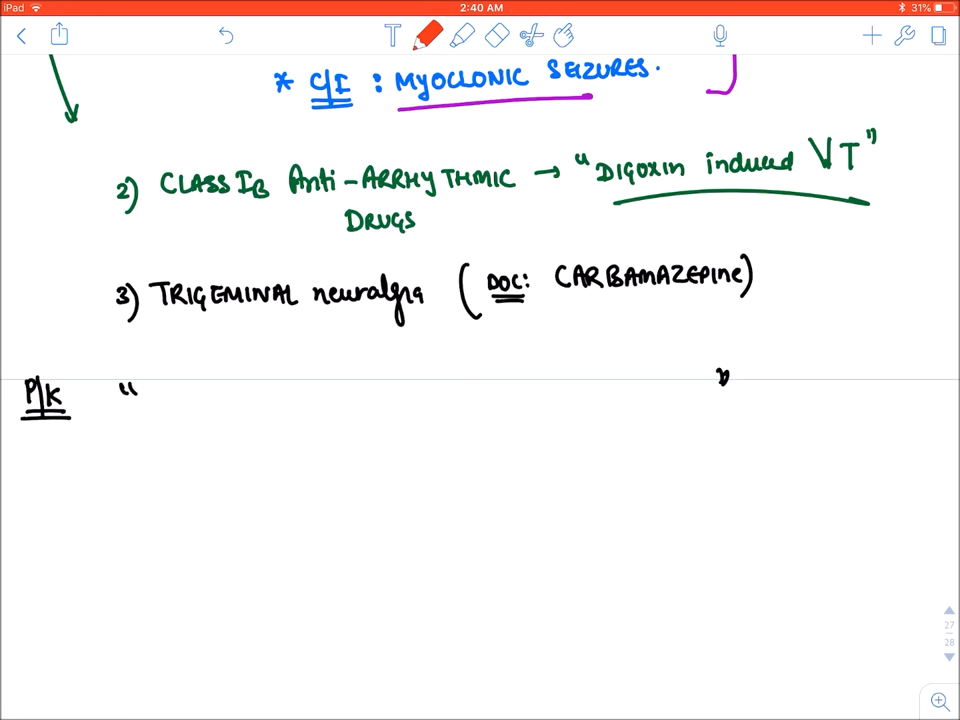 iPad 2:40 AM 31%
T
* C/I : MYOCLONIC SEIZURES.
2) CLASS IB Anti-ARRHYTHMIC → "DIGOXIN induced VT"
DRUGS
3) TRIGEMINAL neuralgia (DOC: CARBAMAZEPINE)
P/K " "
27
28